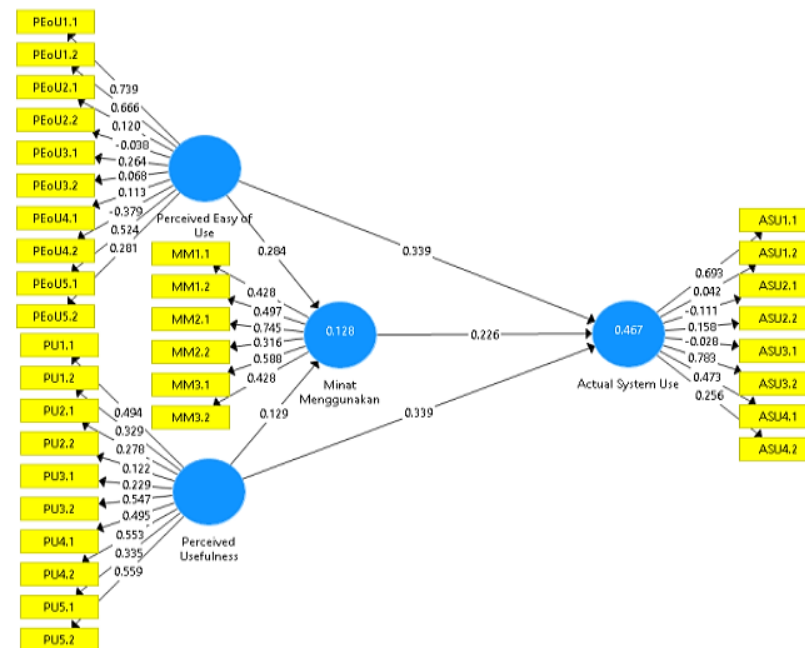 PEoU1.1
PEoU1.2
PEoU2.1
PEoU2.2
PEoU3.1
PEoU3.2
PEoU4.1
PEoU4.2
PEoU5.1
PEoU5.2
0.739
0.666
0.120
-0.038
0.264
0.068
0.113
-0.379
0.524
0.281
Perceived Easy of
Use
0.284
0.339
MM1.1
MM1.2
MM2.1
MM2.2
MM3.1
MM3.2
0.428
0.497
0.745
0.316
0.588
0.428
0.128
Minat
Menggunakan
0.226
0.129
0.339
PU1.1
PU1.2
PU2.1
PU2.2
PU3.1
PU3.2
PU4.1
PU4.2
PU5.1
PU5.2
0.494
0.329
0.278
0.122
0.229
0.547
0.495
0.553
0.335
0.559
Perceived
Usefulness
0.467
Actual System Use
0.693
0.042
-0.111
0.158
-0.028
0.783
0.473
0.256
ASU1.1
ASU1.2
ASU2.1
ASU2.2
ASU3.1
ASU3.2
ASU4.1
ASU4.2